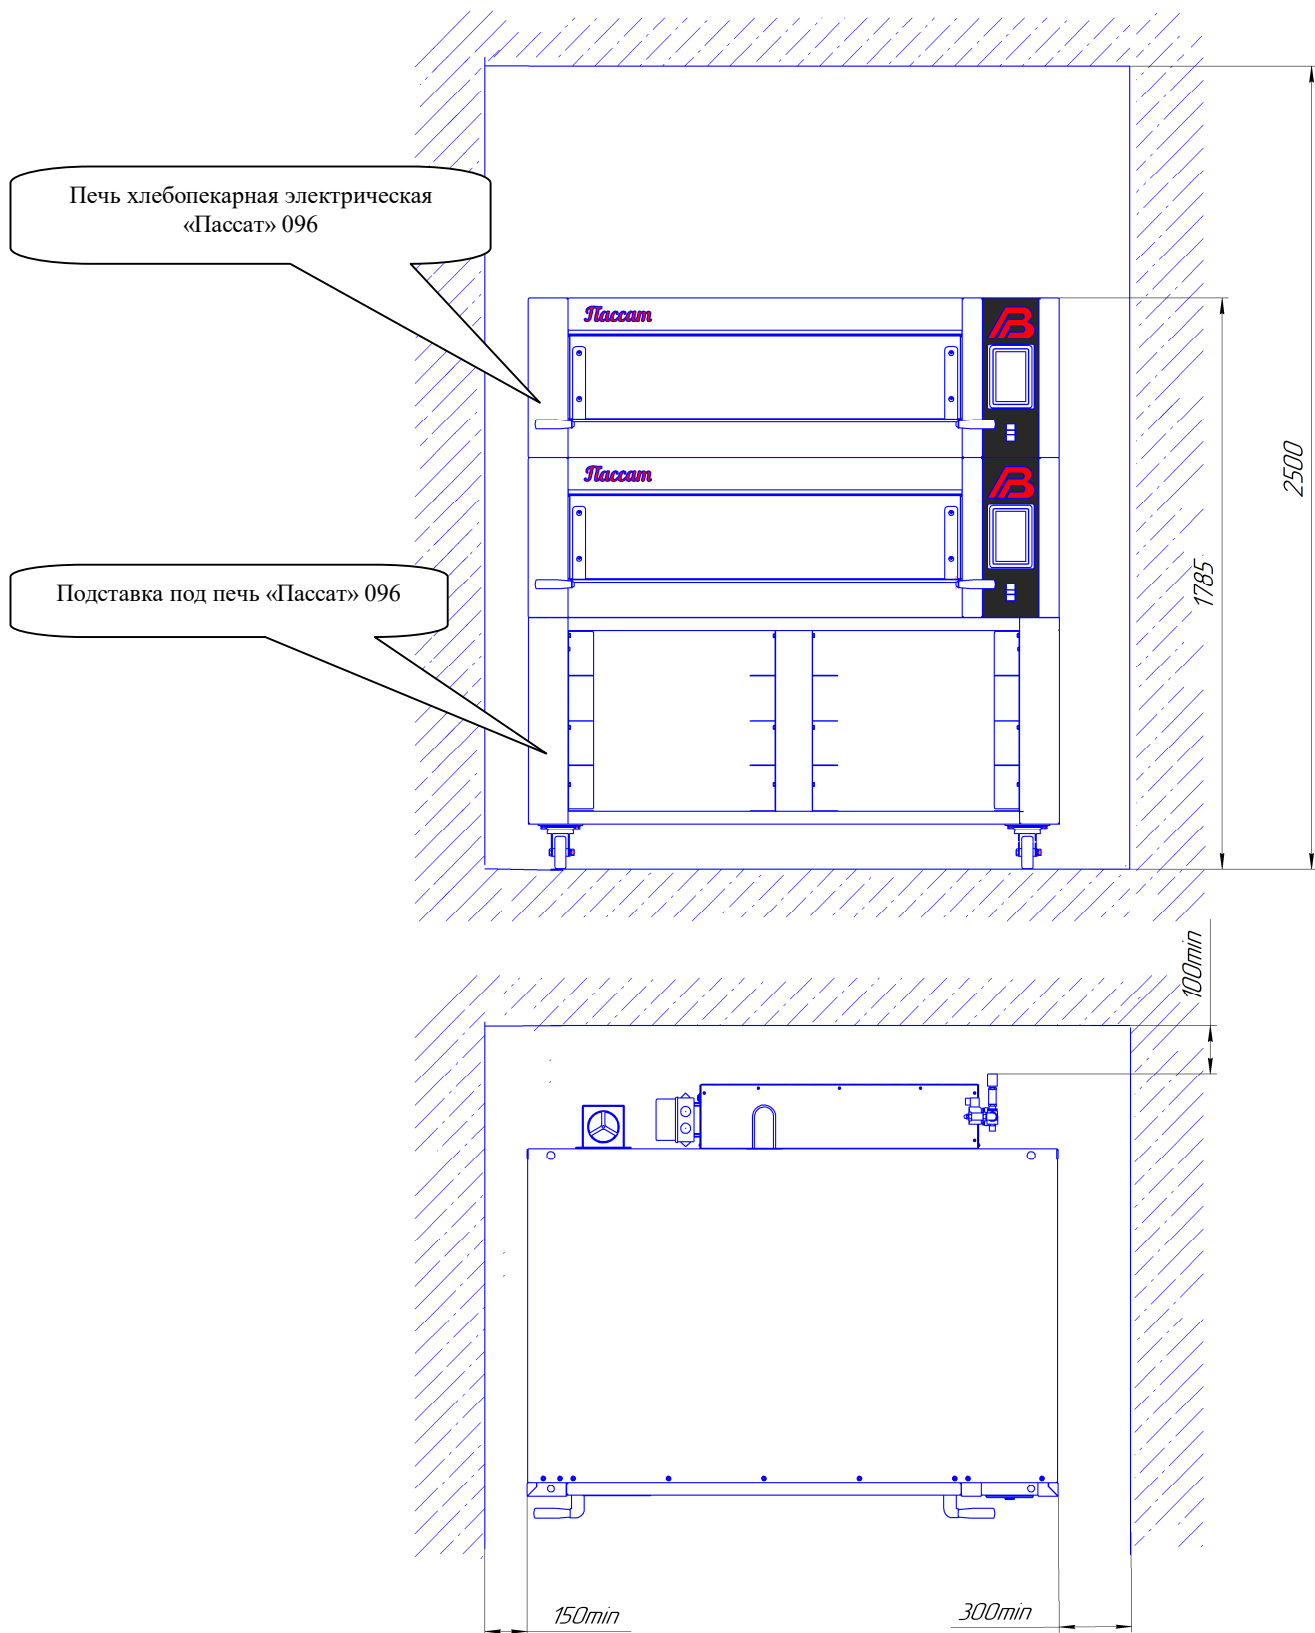 Печь хлебопекарная электрическая
«Пассат» 096
Пассат
Пассат
2500
1785
Подставка под печь «Пассат» 096
100min
150min
300min